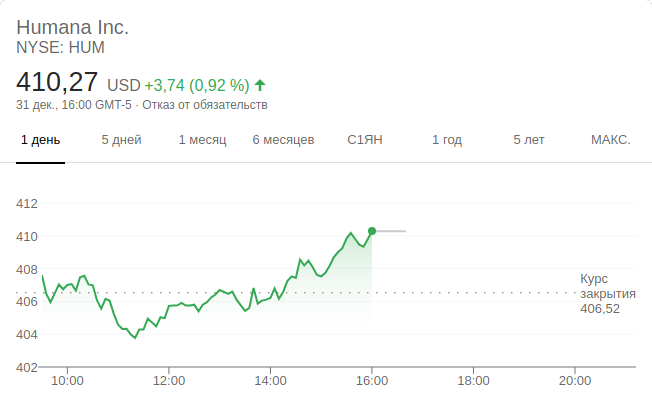 Humana Inc.
NYSE: HUM
410,27 USD +3,74 (0,92 %)
31 дек., 16:00 GMT-5 · Отказ от обязательств
1 день 5 дней 1 месяц 6 месяцев С1ЯН 1 год 5 лет МАКС.
412
410
408
406
404
402
Курс
закрытия
406,52
10:00 12:00 14:00 16:00 18:00 20:00